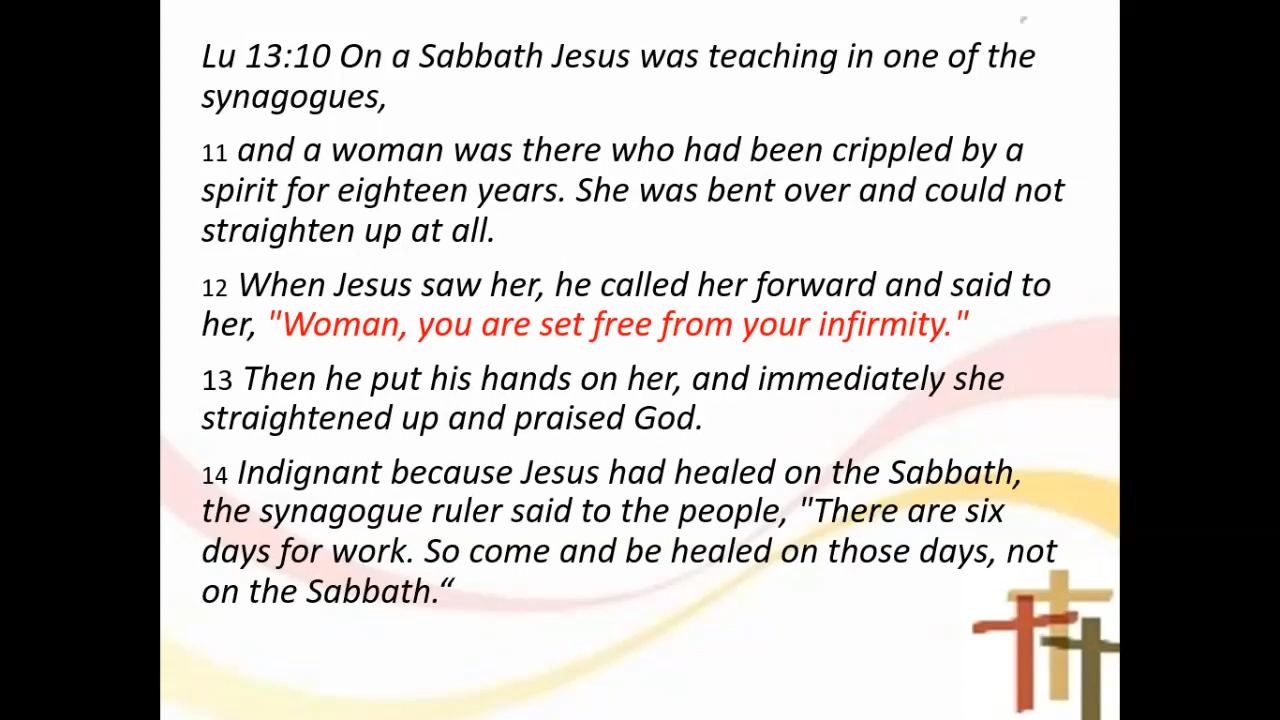 Lu 13:10 On a Sabbath Jesus was teaching in one of the
synagogues,
11 and a woman was there who had been crippled by a
spirit for eighteen years. She was bent over and could not
straighten up at all.
12 When Jesus saw her, he called her forward and said to
her, "Woman, you are set free from your infirmity."
13 Then he put his hands on her, and immediately she
straightened up and praised God.
14 Indignant because Jesus had healed on the Sabbath,
the synagogue ruler said to the people, "There are six
days for work. So come and be healed on those days, not
on the Sabbath.“